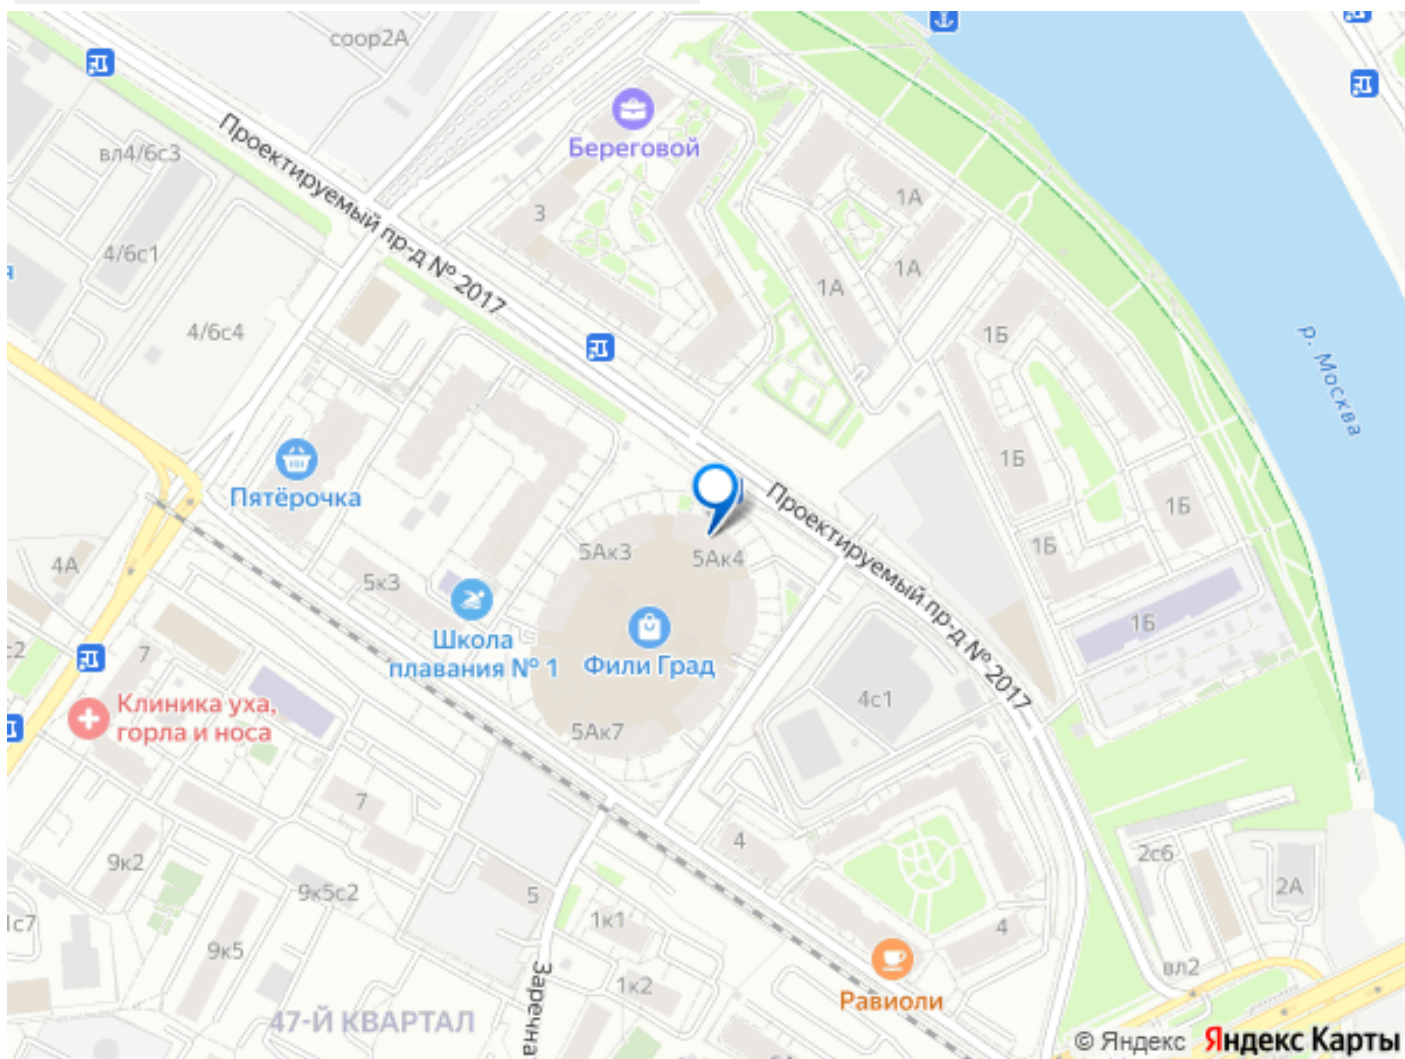 соор2А
Береговой
вл4/6с3
Проектируемый пр-д № 2017
3
1А
4/6с1
1А
1А
4/6с4
1Б
р. Москва
1Б
Пятёрочка
1Б
Проектируемый пр-д № 2017
5Ак3
5Ак4
1Б
4А
5к3
1Б
Школа
плавания № 1
Фили Град
7
Клиника уха,
горла и носа
4с1
5Ак7
7
4
2с6
9к2
9к5с2
5
2А
1к1
4
9к5
вл2
1к2
Заречна
Равиоли
47-Й КВАРТАЛ
© Яндекс Яндекс Карты